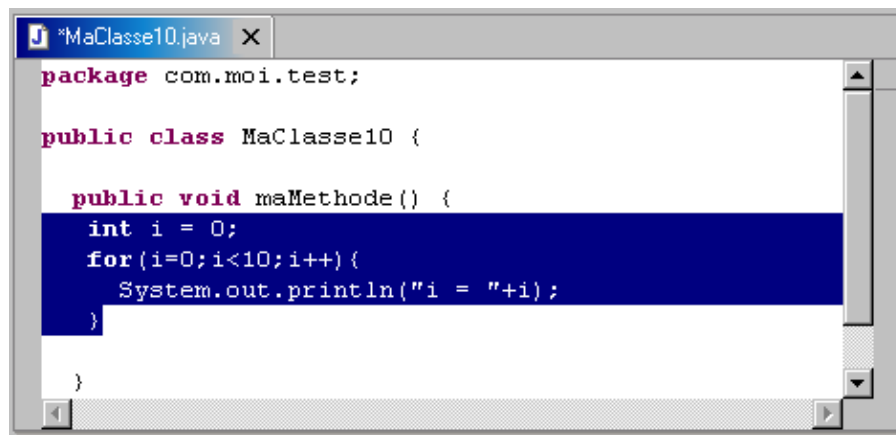 *MaClasse10.java
package com.moi.test;
public class MaClasse10 {
public void maMethode() {
int i = 0;
for(i=0;i<10;i++){
System.out.println("i = "+i);
}
}